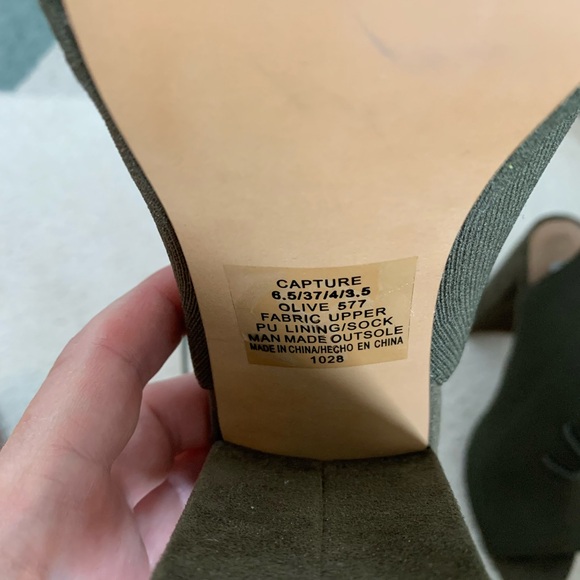 CAPTURE
6.5/37/4/3.5
OLIVE 577
FABRIC UPPER
PU LINING/SOCK
MAN MADE OUTSOLE
MADE IN CHINA/HECHO EN CHINA
1028